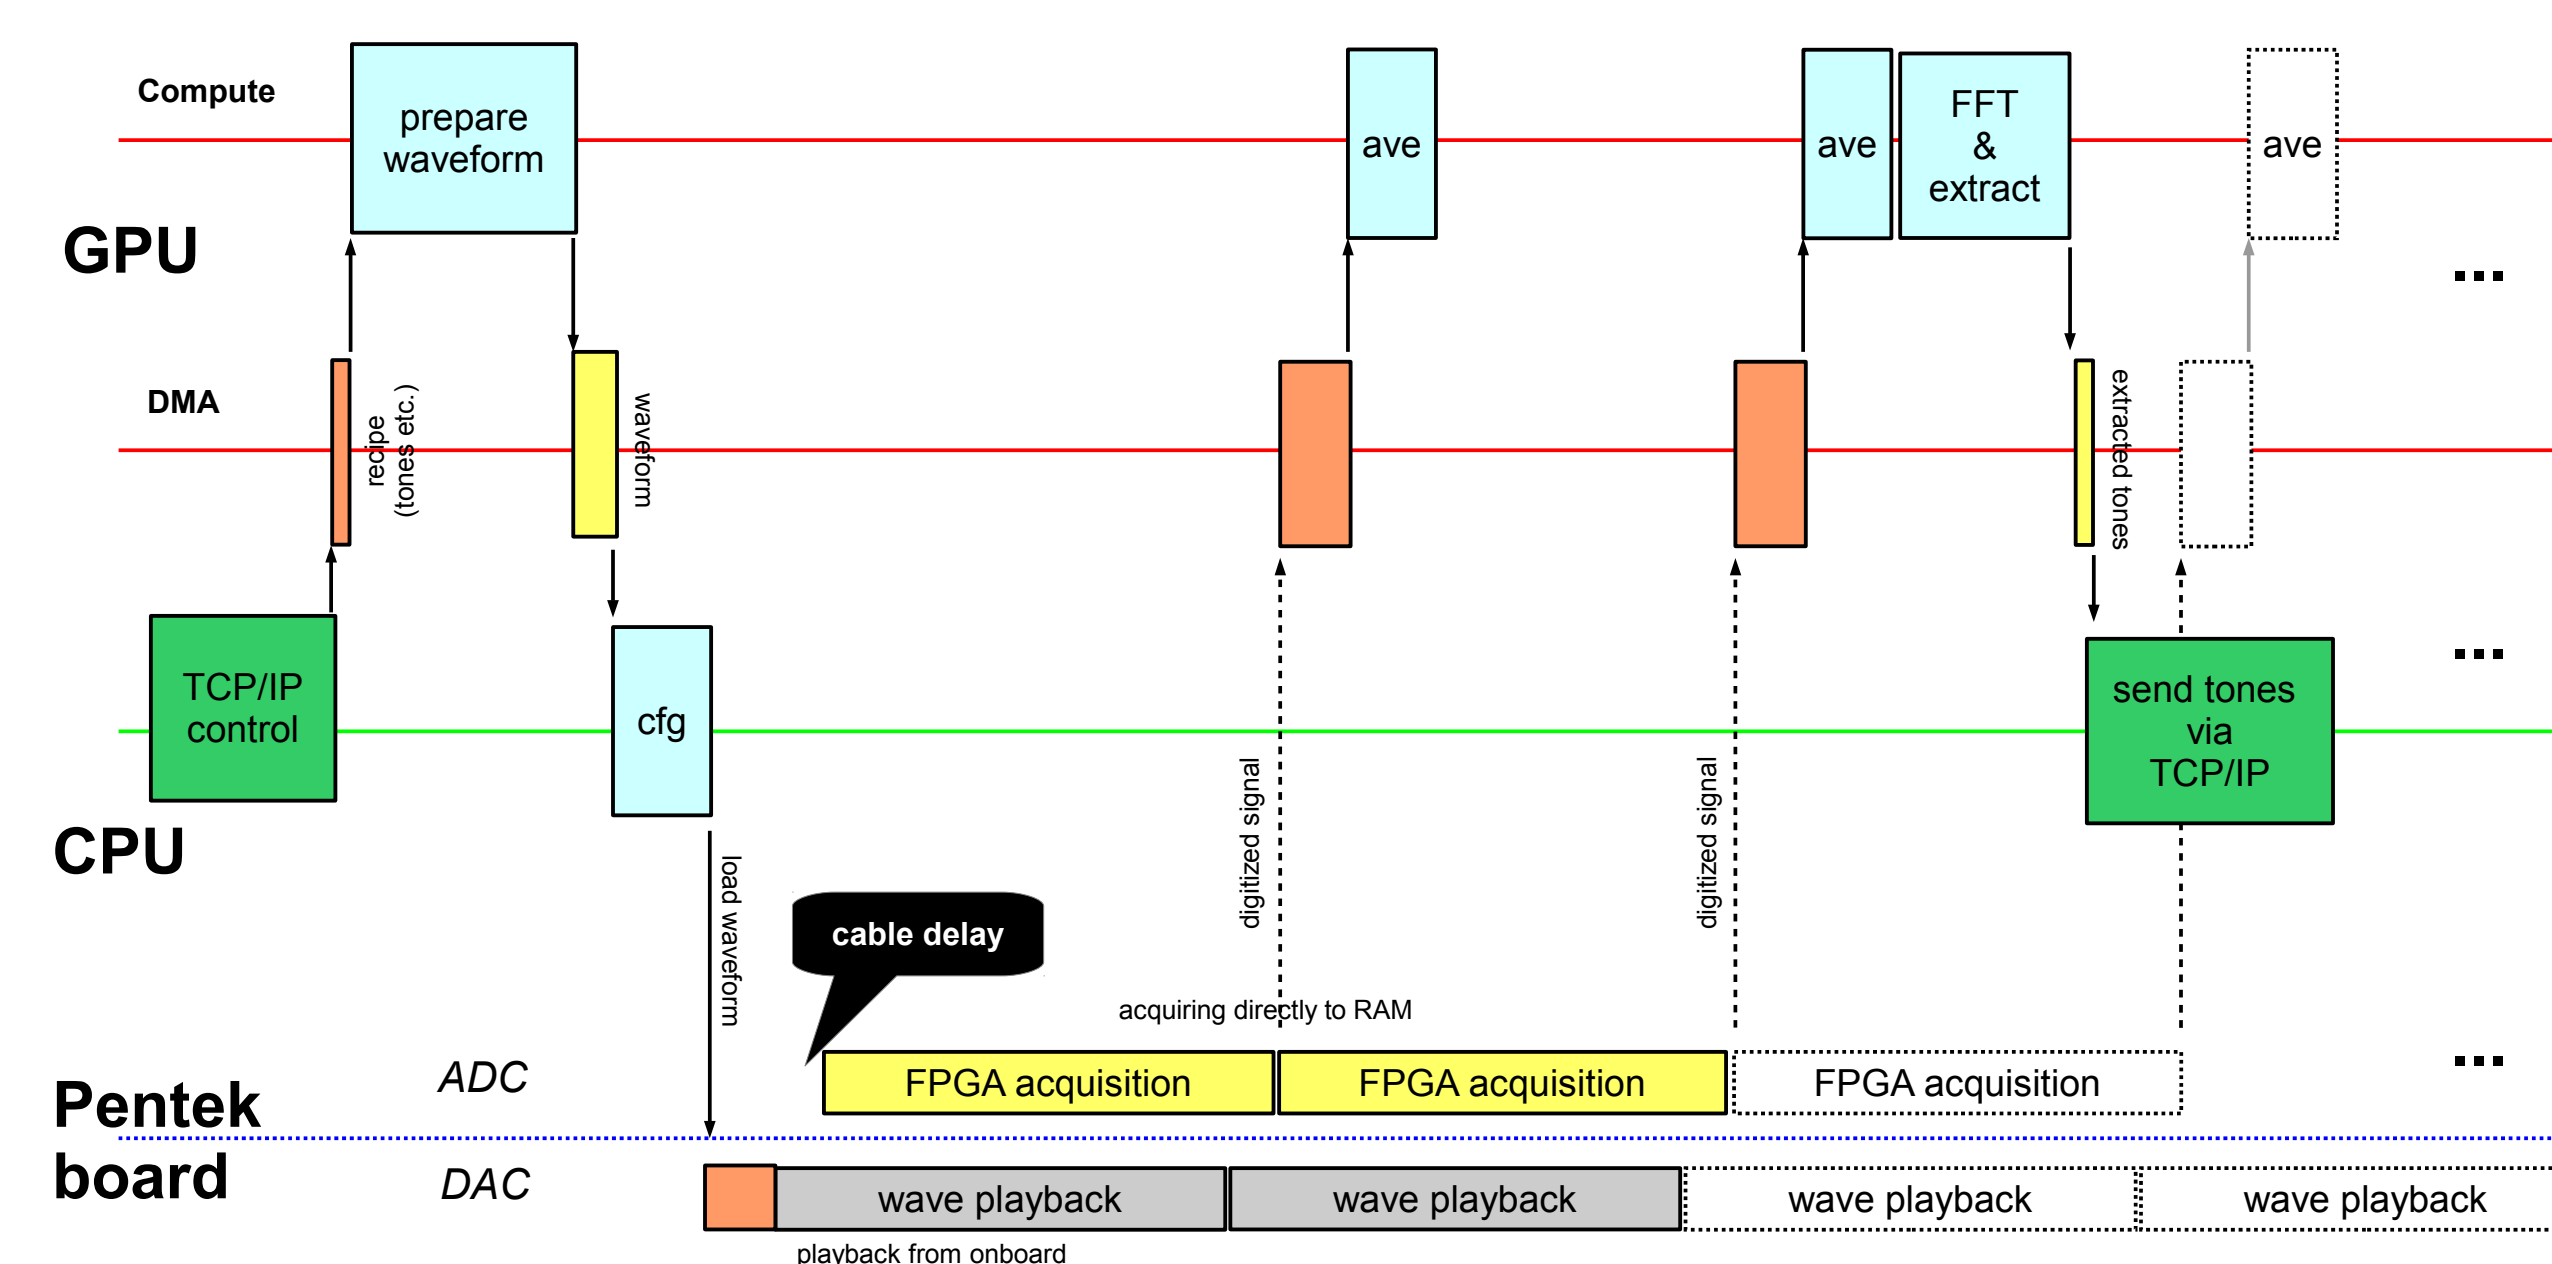 Compute
prepare
waveform
ave
ave
FFT
&
extract
ave
GPU
...
DMA
recipe
(tones etc.)
waveform
extracted tones
TCP/IP
control
cfg
send tones
via
TCP/IP
...
CPU
load waveform
digitized signal
digitized signal
cable delay
acquiring directly to RAM
ADC
FPGA acquisition
FPGA acquisition
FPGA acquisition
...
Pentek
board
DAC
wave playback
wave playback
wave playback
wave playback
playback from onboard